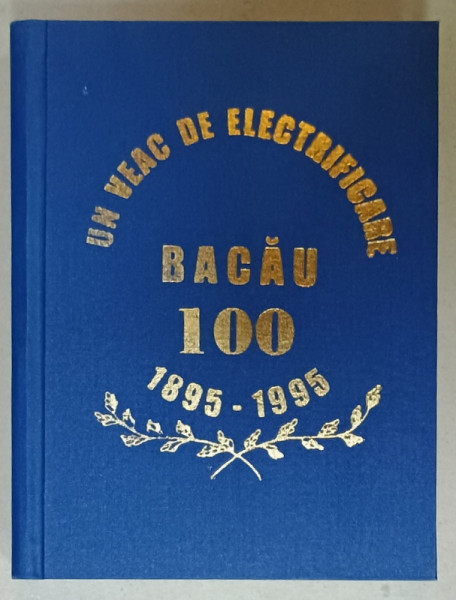 UN VEAC DE ELECTRIFICARE
BACĂU
100
1895 - 1995